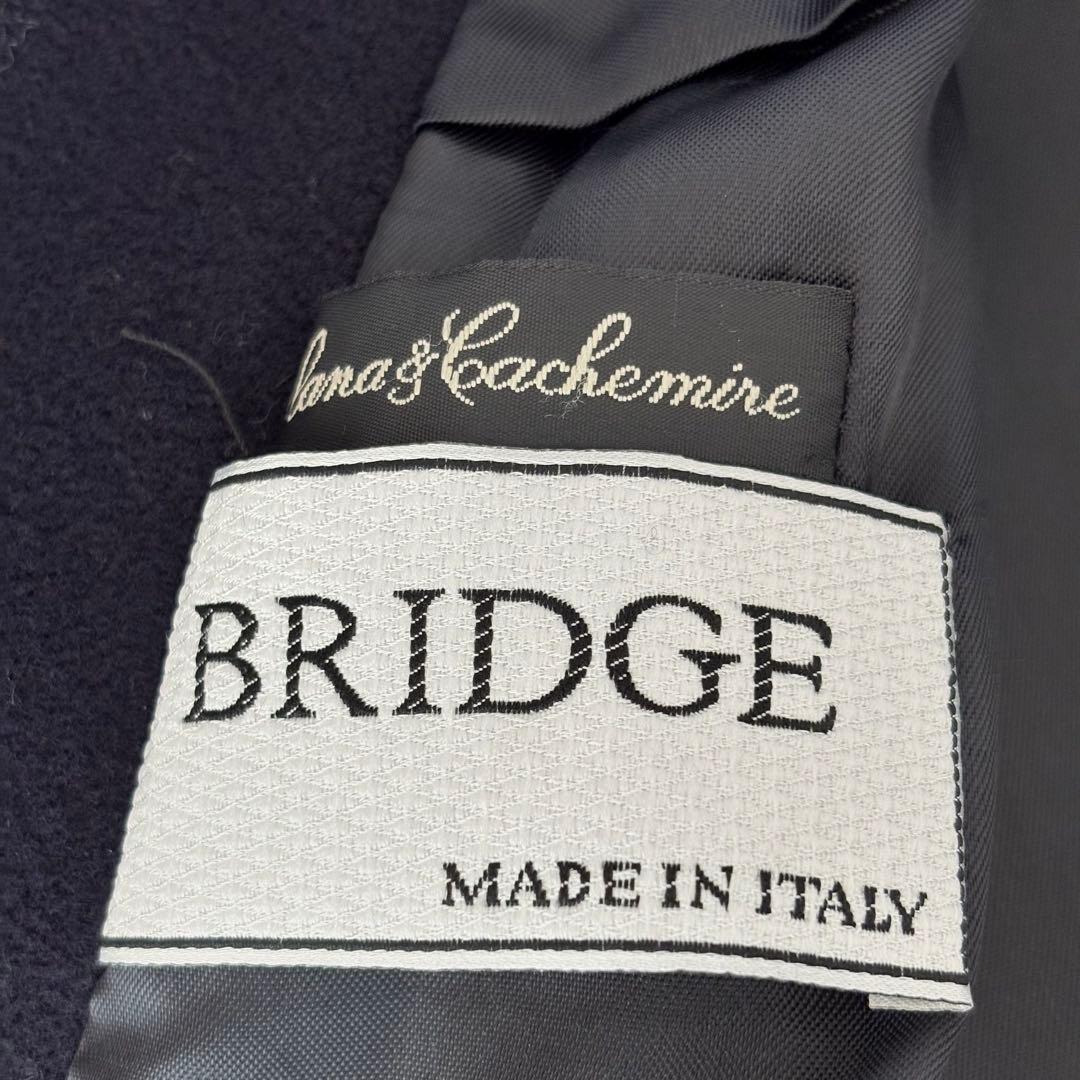 Lana & Cachemire
BRIDGE
MADE IN ITALY